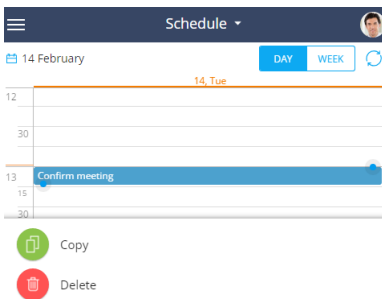 Schedule
14 February
DAY
WEEK
14, Tue
12
30
13
Confirm meeting
15
30
Copy
Delete